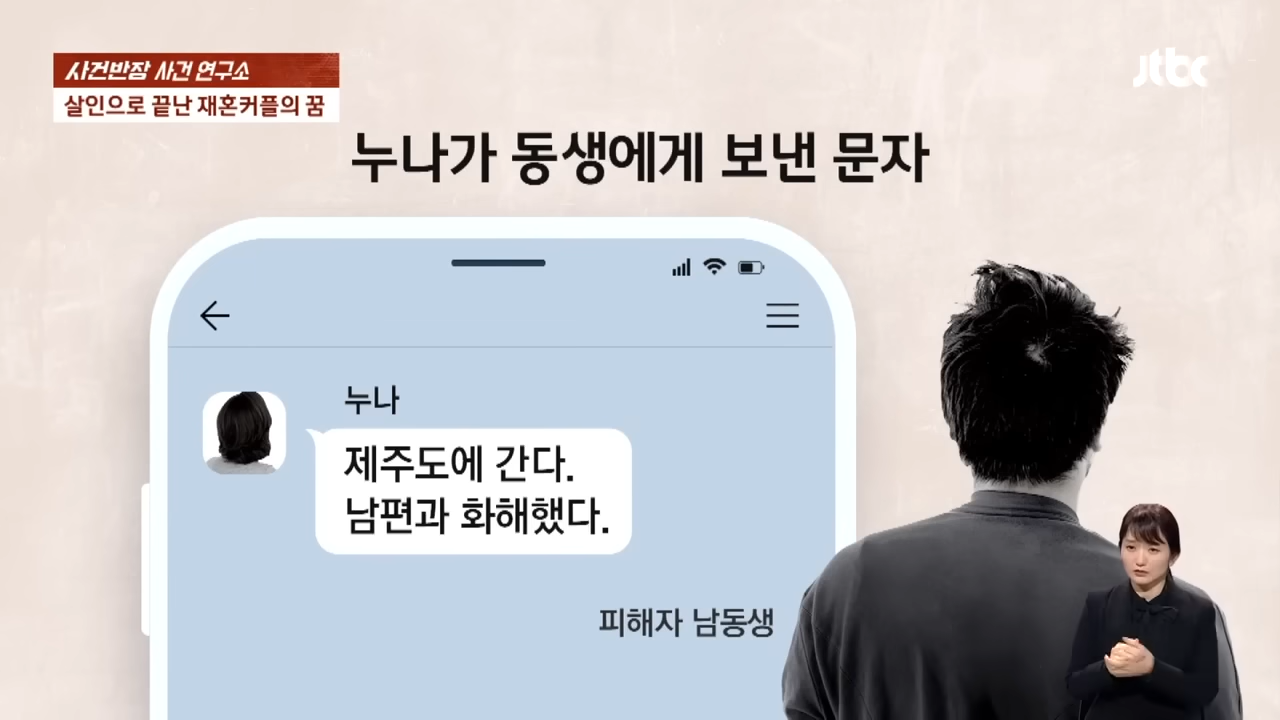 사건반장 사건 연구소
살인으로 끝난 재혼커플의 꿈
jtbc
누나가 동생에게 보낸 문자
누나
제주도에 간다.
남편과 화해했다.
피해자 남동생